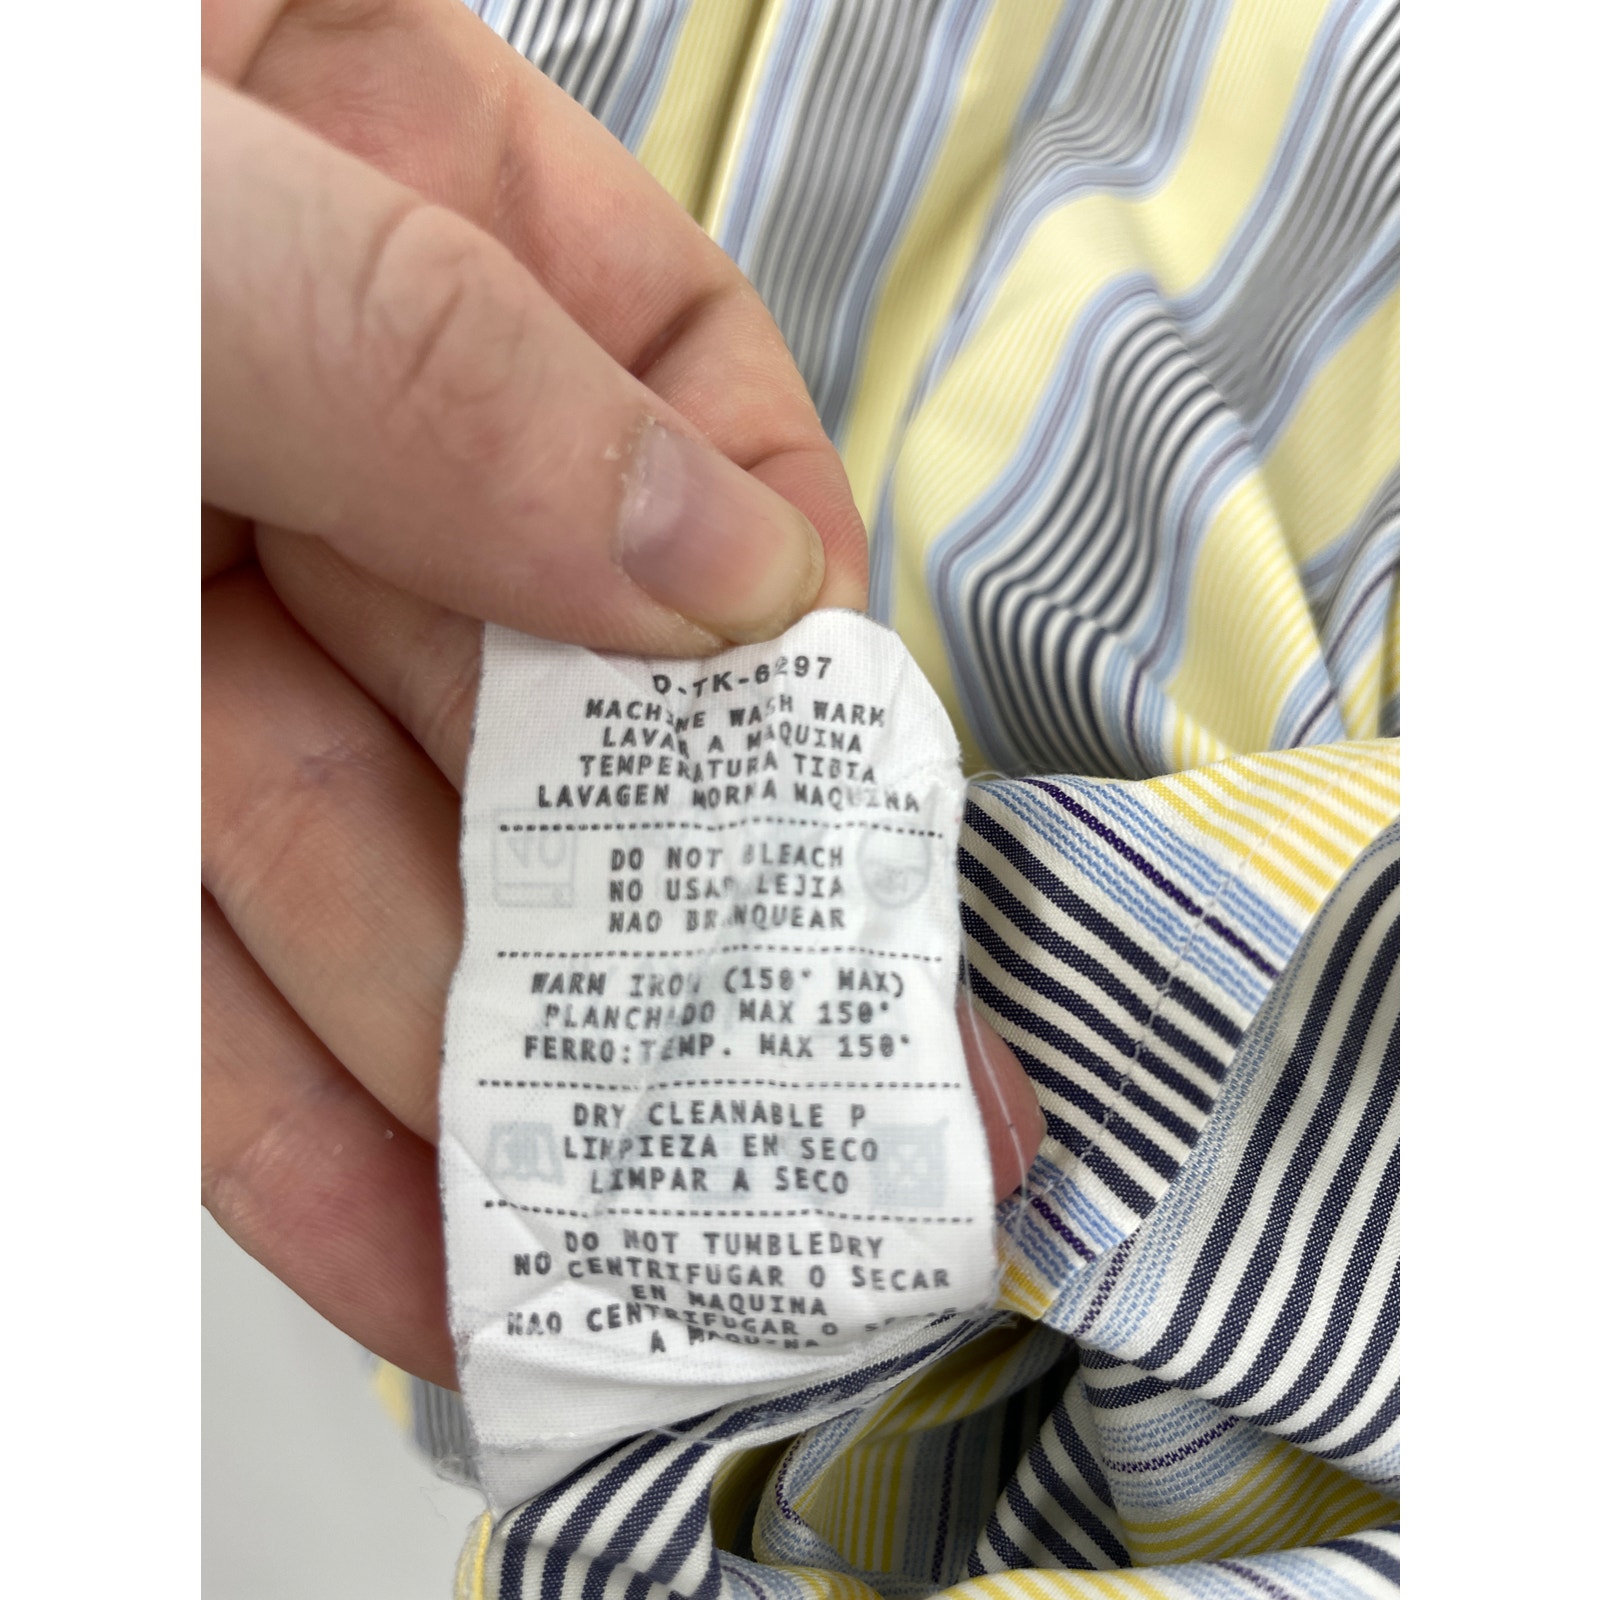 D.TK-6297
MACHINE WASH WARM
LAVAR A MAQUINA
TEMPERATURA TIBIA
LAVAGEN MORNA MAQUINA
DO NOT BLEACH
NO USAR LEJIA
NAO BRANQUEAR
WARM IRON (150° MAX)
PLANCHADO MAX 150°
FERRO:TEMP. MAX 150°
DRY CLEANABLE P
LIMPIEZA EN SECO
LIMPAR A SECO
DO NOT TUMBLEDRY
NO CENTRIFUGAR O SECAR
EN MAQUINA
NAO CENTRIFUGAR O
A MAQUINA